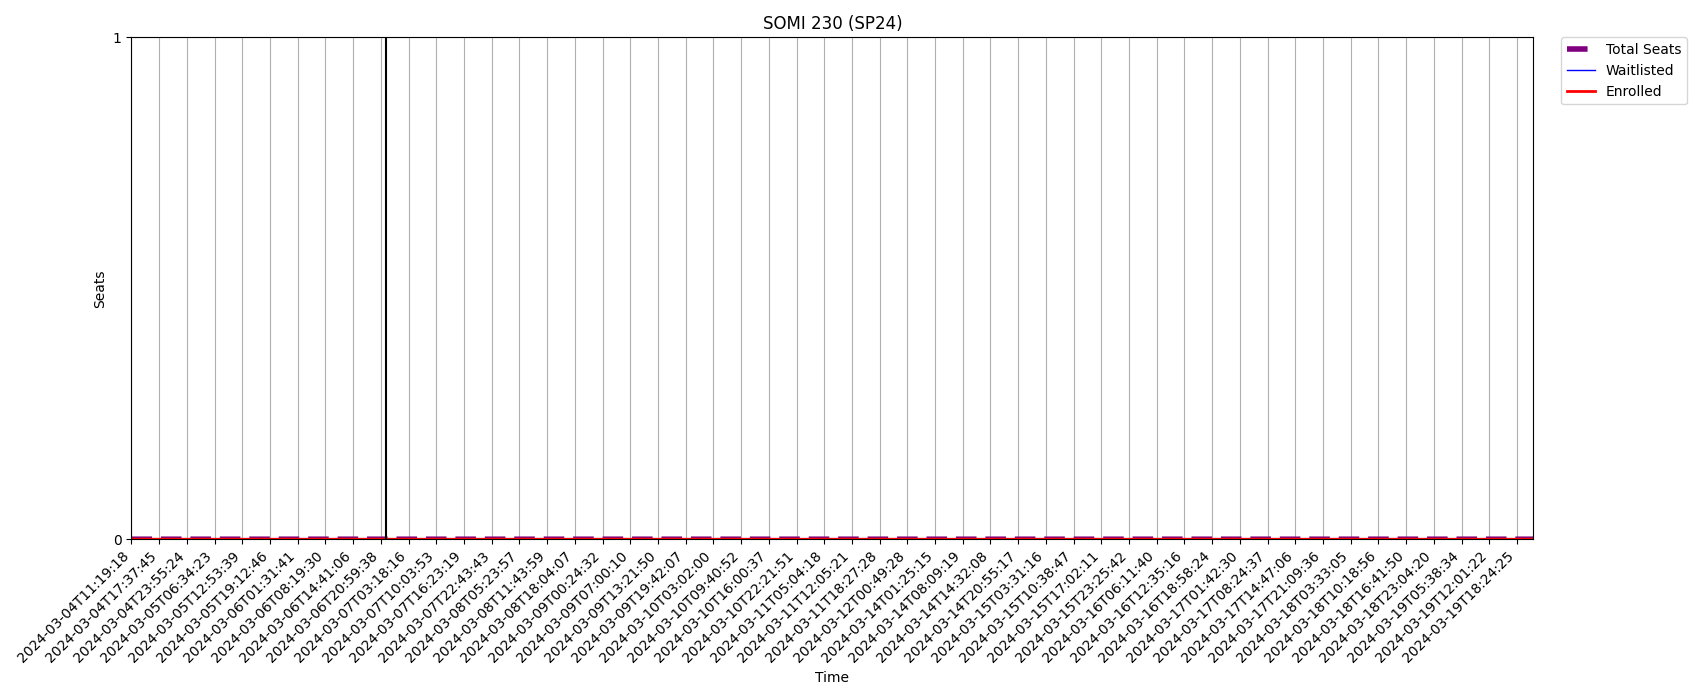 SOMI 230 (SP24)
1
0
Seats
Total Seats
Waitlisted
Enrolled
2024-03-04T11:19:18
2024-03-04T17:37:45
2024-03-04T23:55:24
2024-03-05T06:34:23
2024-03-05T12:53:39
2024-03-05T19:12:46
2024-03-06T01:31:41
2024-03-06T08:19:30
2024-03-06T14:41:06
2024-03-06T20:59:38
2024-03-07T03:18:16
2024-03-07T10:03:53
2024-03-07T16:23:19
2024-03-07T22:43:43
2024-03-08T05:23:57
2024-03-08T11:43:59
2024-03-08T18:04:07
2024-03-09T00:24:32
2024-03-09T07:00:10
2024-03-09T13:21:50
2024-03-09T19:42:07
2024-03-10T03:02:00
2024-03-10T09:40:52
2024-03-10T16:00:37
2024-03-10T22:21:51
2024-03-11T05:04:18
2024-03-11T12:05:21
2024-03-11T18:27:28
2024-03-12T00:49:28
2024-03-14T01:25:15
2024-03-14T08:09:19
2024-03-14T14:32:08
2024-03-14T20:55:17
2024-03-15T03:31:16
2024-03-15T10:38:47
2024-03-15T17:02:11
2024-03-15T23:25:42
2024-03-16T06:11:40
2024-03-16T12:35:16
2024-03-16T18:58:24
2024-03-17T01:42:30
2024-03-17T08:24:37
2024-03-17T14:47:06
2024-03-17T21:09:36
2024-03-18T03:33:05
2024-03-18T10:18:56
2024-03-18T16:41:50
2024-03-18T23:04:20
2024-03-19T05:38:34
2024-03-19T12:01:22
2024-03-19T18:24:25
Time